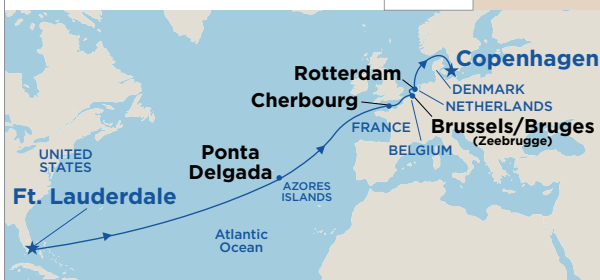 Copenhagen
Rotterdam
DENMARK
Cherbourg
NETHERLANDS
FRANCE
Brussels/Bruges
(Zeebrugge)
BELGIUM
UNITED
STATES
Ponta
Delgada
AZORES
ISLANDS
Ft. Lauderdale
Atlantic
Ocean